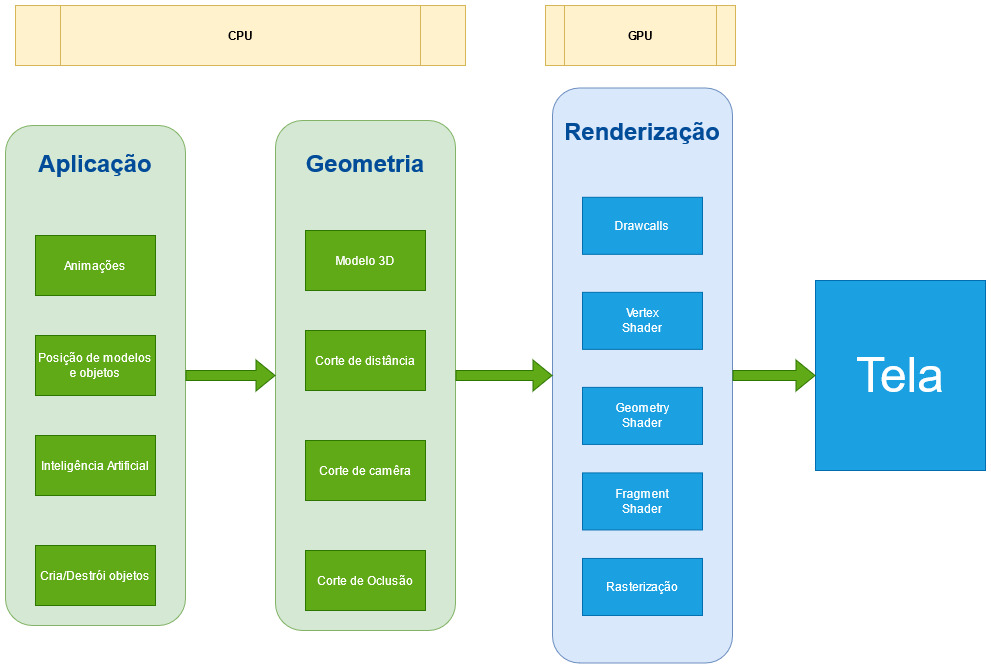 CPU
GPU
Aplicação
Animações
Posição de modelos
e objetos
Inteligência Artificial
Cria/Destrói objetos
Geometria
Modelo 3D
Corte de distância
Corte de camêra
Corte de Oclusão
Renderização
Drawcalls
Vertex
Shader
Geometry
Shader
Fragment
Shader
Rasterização
Tela